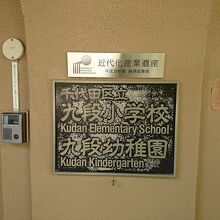 近代化産業遺産
千代田区立
九段小学校
Kudan Elementary School
九段幼稚園
Kudan Kindergarten